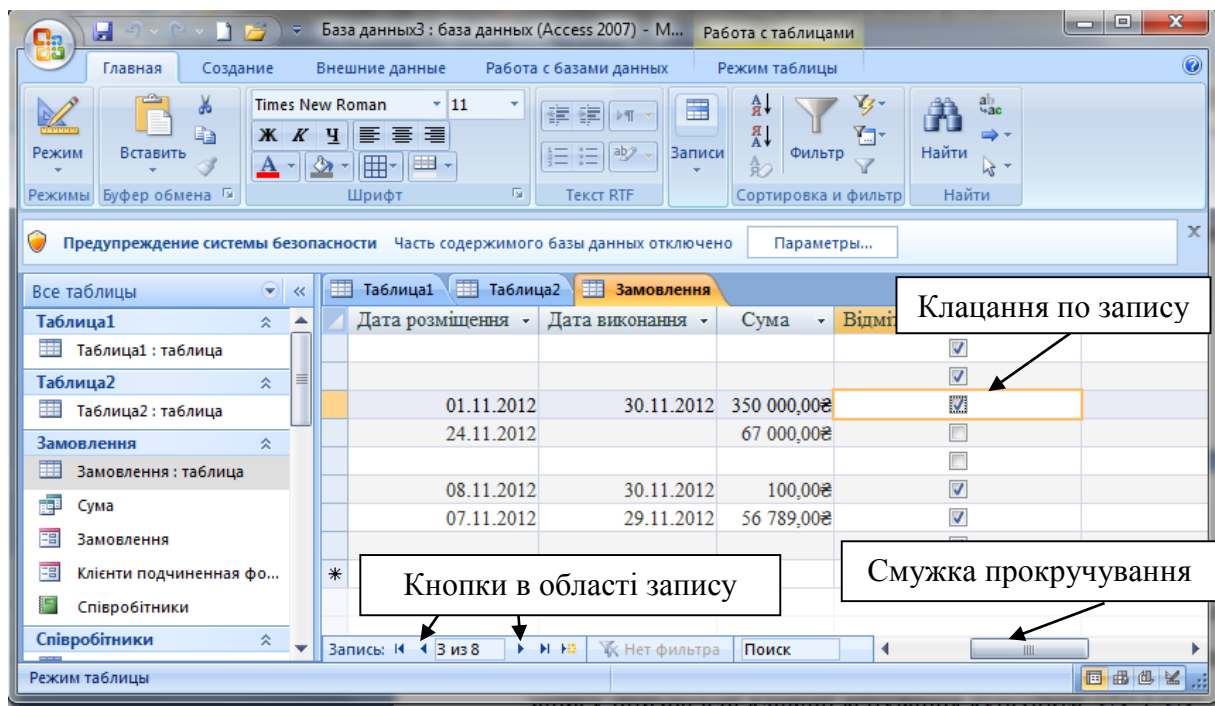 База данных3 : база данных (Access 2007) - M... Работа с таблицами
Главная Создание Внешние данные Работа с базами данных Режим таблицы
Times New Roman 11
Ж К Ч
Режим Вставить Записи Фильтр Найти
Режимы Буфер обмена Шрифт Текст RTF Сортировка и фильтр Найти
Предупреждение системы безопасности Часть содержимого базы данных отключено Параметры...
Все таблицы
Таблица1
Таблица1 : таблица
Таблица2
Таблица2 : таблица
Замовлення
Замовлення : таблица
Сума
Замовлення
Клієнти подчиненная фо...
Співробітники
Співробітники
Таблица1 Таблица2 Замовлення
Клацання по запису
Дата розміщення Дата виконання Сума
01.11.2012 30.11.2012 350 000,00₴
24.11.2012 67 000,00₴
08.11.2012 30.11.2012 100,00₴
07.11.2012 29.11.2012 56 789,00₴
Кнопки в області запису
Смужка прокручування
Запись: 3 из 8 Нет фильтра Поиск
Режим таблицы